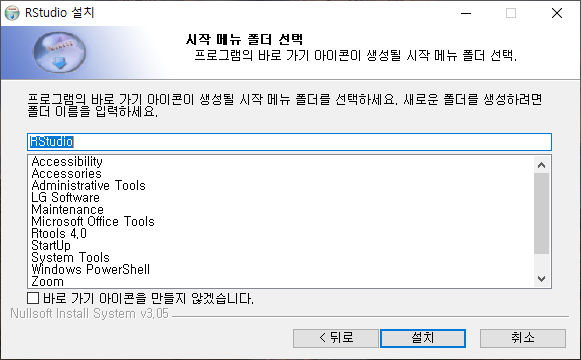 RStudio 설치
시작 메뉴 폴더 선택
프로그램의 바로 가기 아이콘이 생성될 시작 메뉴 폴더 선택.
프로그램의 바로 가기 아이콘이 생성될 시작 메뉴 폴더를 선택하세요. 새로운 폴더를 생성하려면
폴더 이름을 입력하세요.
RStudio
Accessibility
Accessories
Administrative Tools
LG Software
Maintenance
Microsoft Office Tools
Rtools 4.0
StartUp
System Tools
Windows PowerShell
Zoom
바로 가기 아이콘을 만들지 않겠습니다.
Nullsoft Install System v3.05
< 뒤로
설치
취소